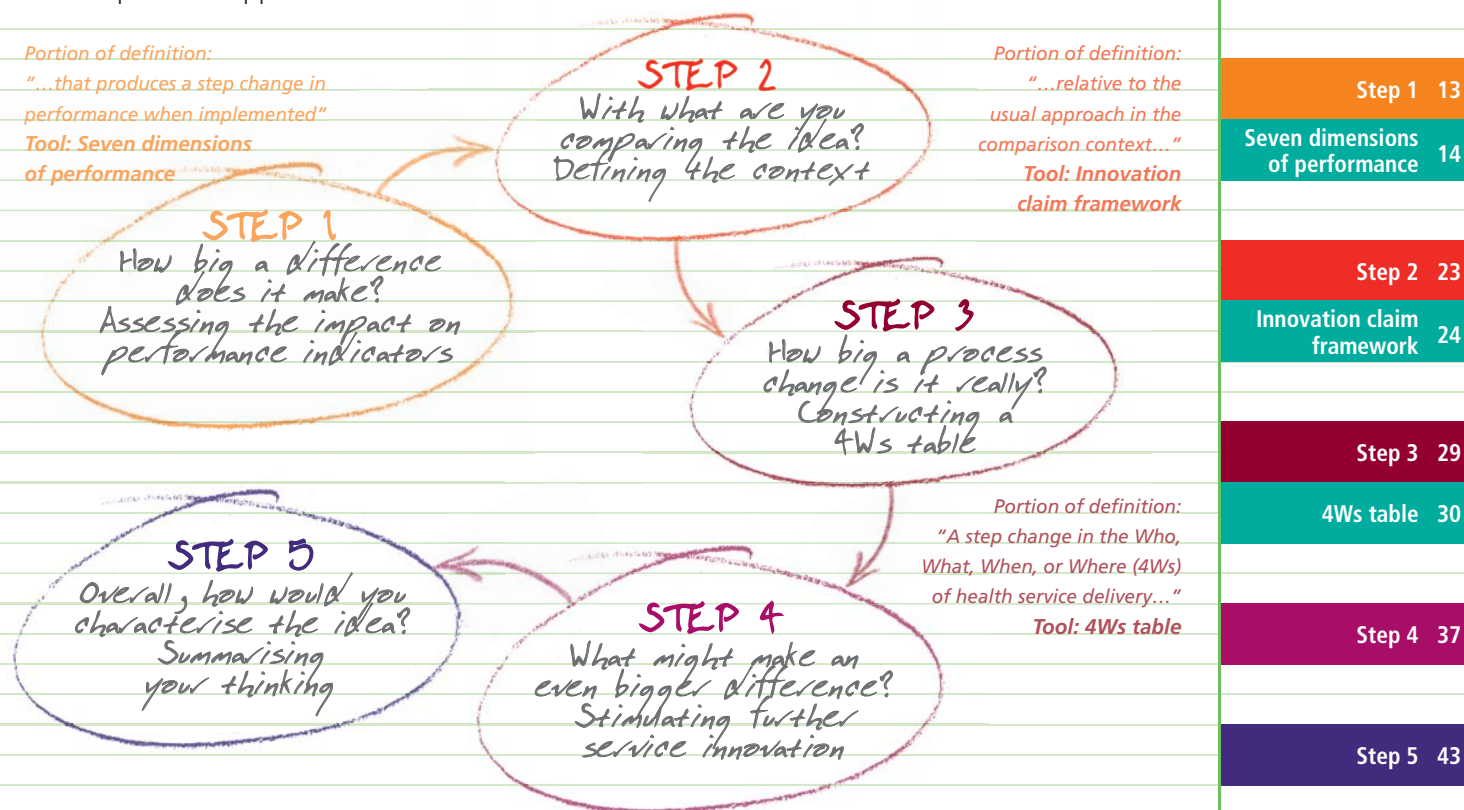 Portion of definition:
"…that produces a step change in
performance when implemented"
Tool: Seven dimensions
of performance
STEP 1
How big a difference
does it make?
Assessing the impact on
performance indicators
STEP 2
With what are you
comparing the idea?
Defining the context
Portion of definition:
"…relative to the
usual approach in the
comparison context…"
Tool: Innovation
claim framework
STEP 3
How big a process
change is it really?
Constructing a
4Ws table
Portion of definition:
"A step change in the Who,
What, When, or Where (4Ws)
of health service delivery…"
Tool: 4Ws table
STEP 4
What might make an
even bigger difference?
Stimulating further
service innovation
STEP 5
Overall, how would you
characterise the idea?
Summarising
your thinking
Step 1 13
Seven dimensions
of performance 14
Step 2 23
Innovation claim
framework 24
Step 3 29
4Ws table 30
Step 4 37
Step 5 43